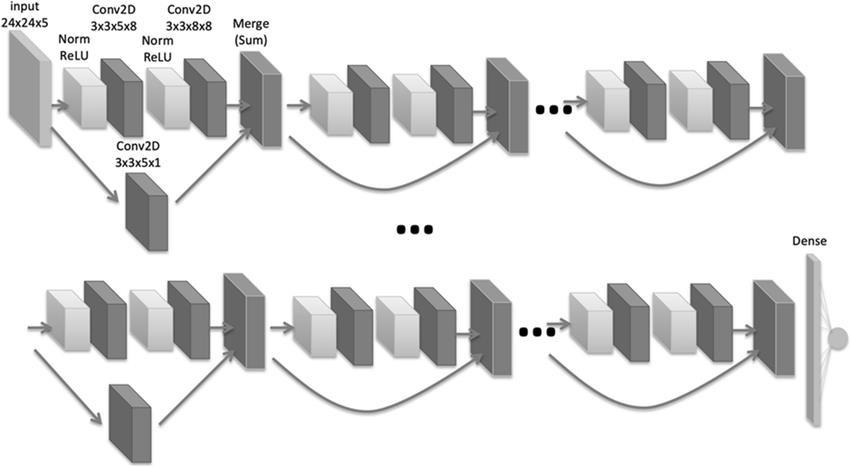 input
24x24x5
Norm
ReLU
Conv2D
3x3x5x8
Norm
ReLU
Conv2D
3x3x8x8
Merge
(Sum)
Conv2D
3x3x5x1
Dense